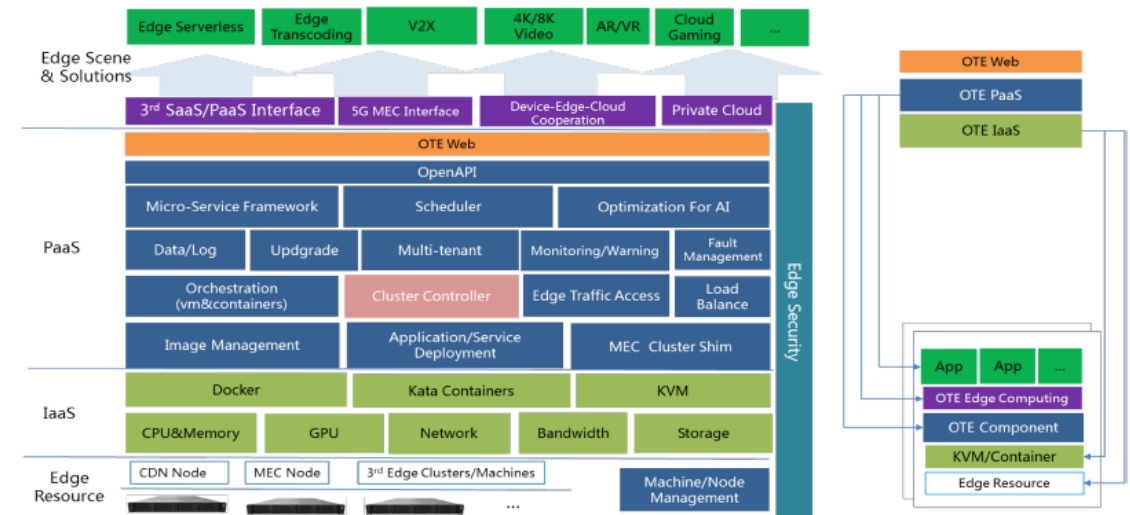 Edge Serverless
Edge
Transcoding
V2X
4K/8K
Video
AR/VR
Cloud
Gaming
...
Edge Scene
& Solutions
3rd SaaS/PaaS Interface
5G MEC Interface
Device-Edge-Cloud
Cooperation
Private Cloud
PaaS
OTE Web
OpenAPI
Micro-Service Framework
Scheduler
Optimization For AI
Data/Log
Updgrade
Multi-tenant
Monitoring/Warning
Fault
Management
Orchestration
(vm&containers)
Cluster Controller
Edge Traffic Access
Load
Balance
Image Management
Application/Service
Deployment
MEC Cluster Shim
IaaS
Docker
Kata Containers
KVM
CPU&Memory
GPU
Network
Bandwidth
Storage
Edge
Resource
CDN Node
MEC Node
3rd Edge Clusters/Machines
...
Machine/Node
Management
Edge Security
OTE Web
OTE PaaS
OTE IaaS
App
App
...
OTE Edge Computing
OTE Component
KVM/Container
Edge Resource